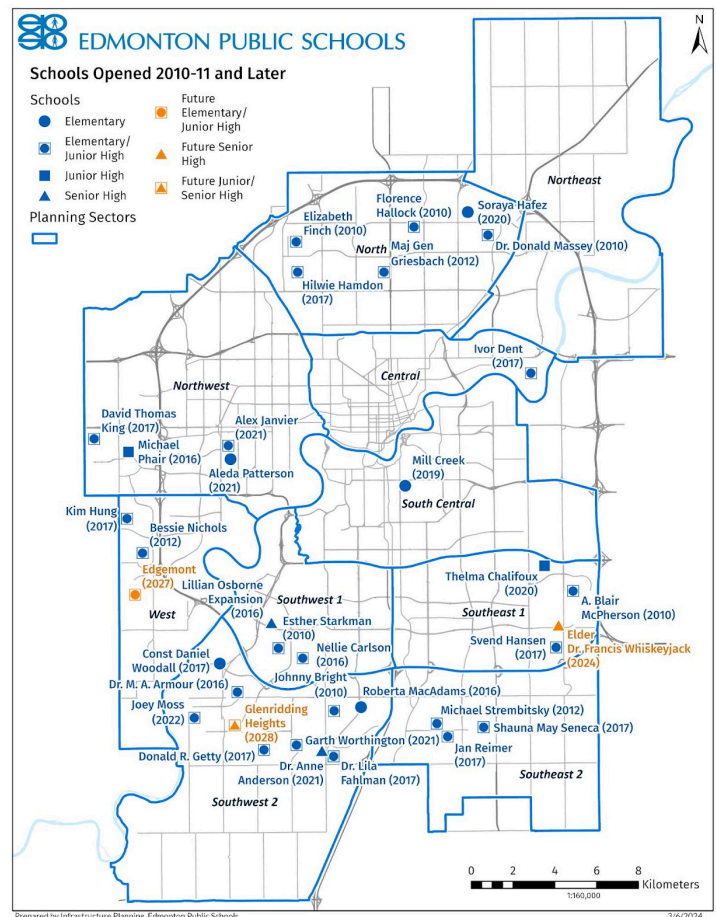 EDMONTON PUBLIC SCHOOLS
N
Schools Opened 2010-11 and Later
Schools
Elementary
Elementary/
Junior High
Junior High
Senior High
Future
Elementary/
Junior High
Future Senior
High
Future Junior/
Senior High
Planning Sectors
Northeast
Florence
Hallock (2010)
Soraya Hafez
(2020)
Elizabeth
Finch (2010)
North
Maj Gen
Griesbach (2012)
Dr. Donald Massey (2010)
Hilwie Hamdon
(2017)
Ivor Dent
(2017)
Central
Northwest
David Thomas
King (2017)
Alex Janvier
(2021)
Michael
Phair (2016)
Aleda Patterson
(2021)
Mill Creek
(2019)
South Central
Kim Hung
(2017)
Bessie Nichols
(2012)
Edgemont
(2027)
Lillian Osborne
Expansion
(2016)
West
Southwest 1
Thelma Chalifoux
(2020)
Southeast 1
A. Blair
McPherson (2010)
Esther Starkman
(2010)
Svend Hansen
(2017)
Elder
Dr. Francis Whiskeyjack
(2024)
Const Daniel
Woodall (2017)
Nellie Carlson
(2016)
Johnny Bright
(2010)
Dr. M. A. Armour (2016)
Roberta MacAdams (2016)
Joey Moss
(2022)
Glenridding
Heights
(2028)
Michael Strembitsky (2012)
Shauna May Seneca (2017)
Garth Worthington (2021)
Jan Reimer
(2017)
Donald R. Getty (2017)
Dr. Anne
Anderson (2021)
Dr. Lila
Fahlman (2017)
Southeast 2
Southwest 2
0 2 4 6 8
Kilometers
1:160,000
Prepared by Infrastructure Planning, Edmonton Public Schools
3/6/2024